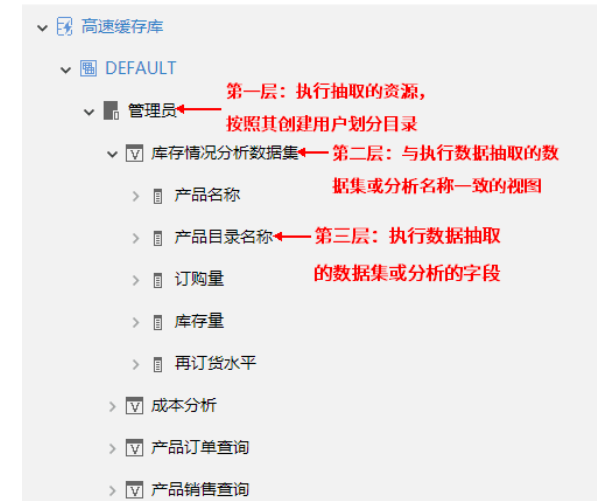 高速缓存库
DEFAULT
第一层：执行抽取的资源，
管理员
按照其创建用户划分目录
库存情况分析数据集
第二层：与执行数据抽取的数
据集或分析名称一致的视图
产品名称
产品目录名称
第三层：执行数据抽取
的数据集或分析的字段
订购量
库存量
再订货水平
成本分析
产品订单查询
产品销售查询